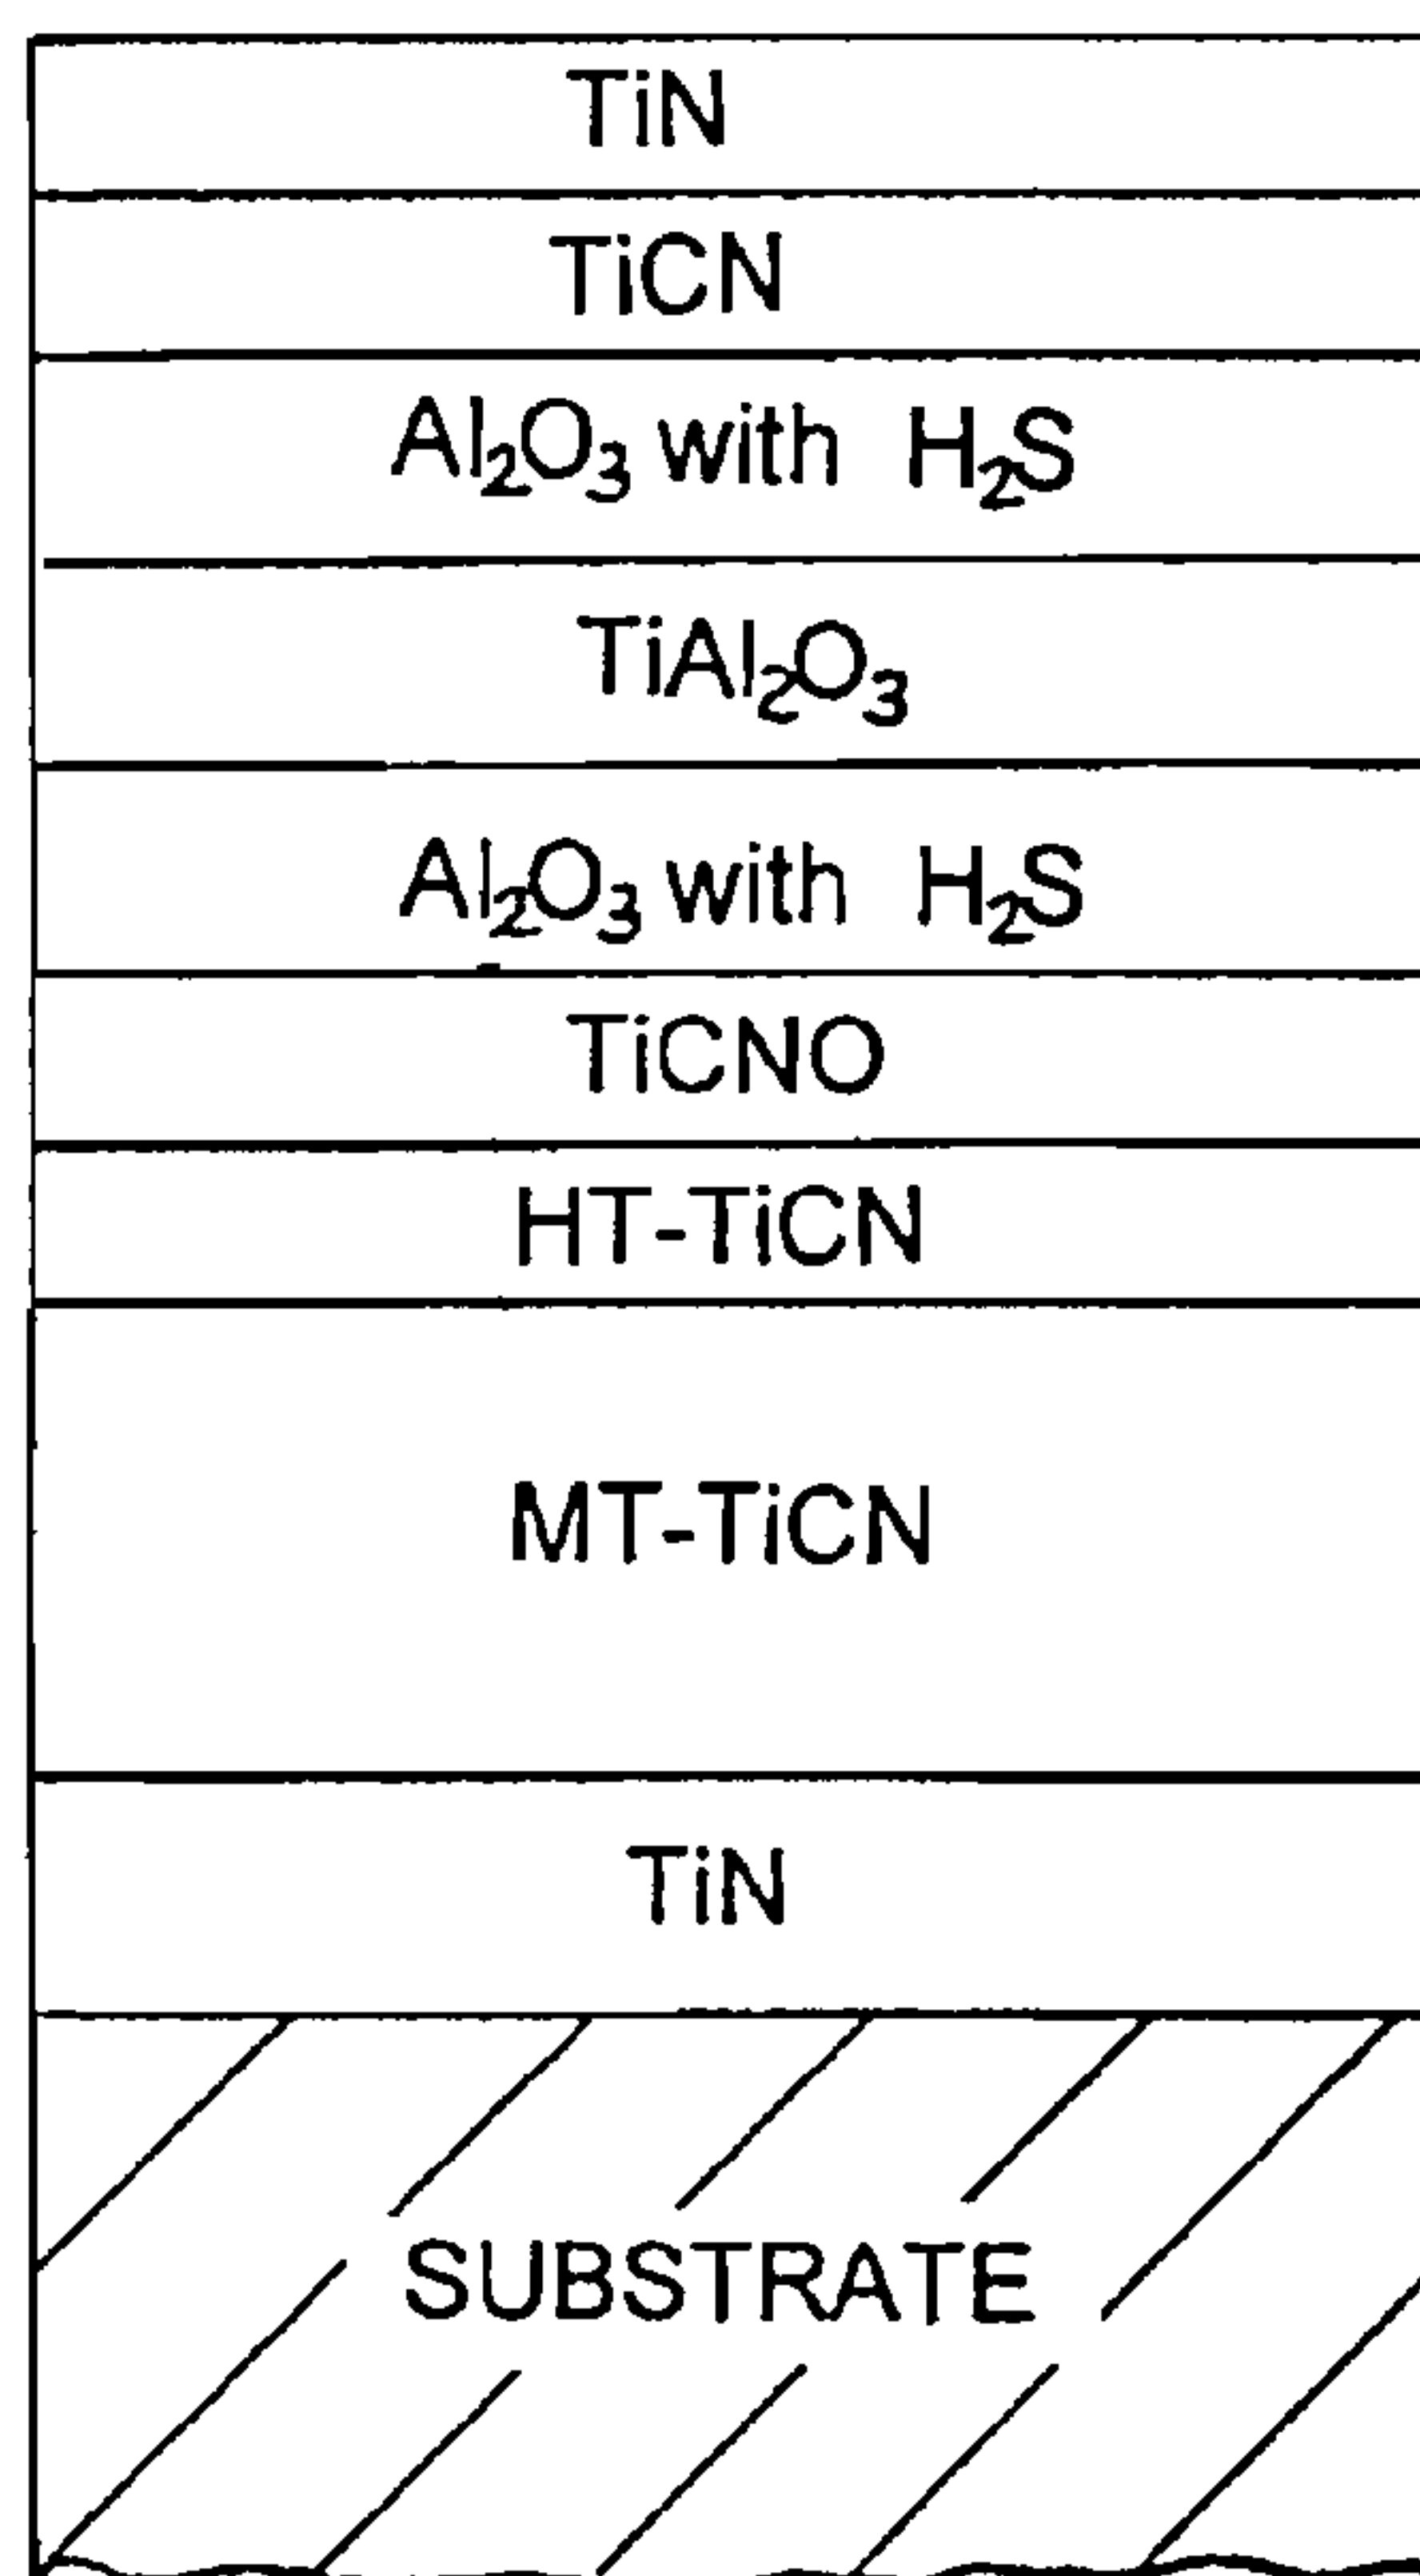 TiN
TiCN
Al₂O₃ with H₂S
TiAl₂O₃
Al₂O₃ with H₂S
TiCNO
HT-TiCN
MT-TiCN
TiN
SUBSTRATE